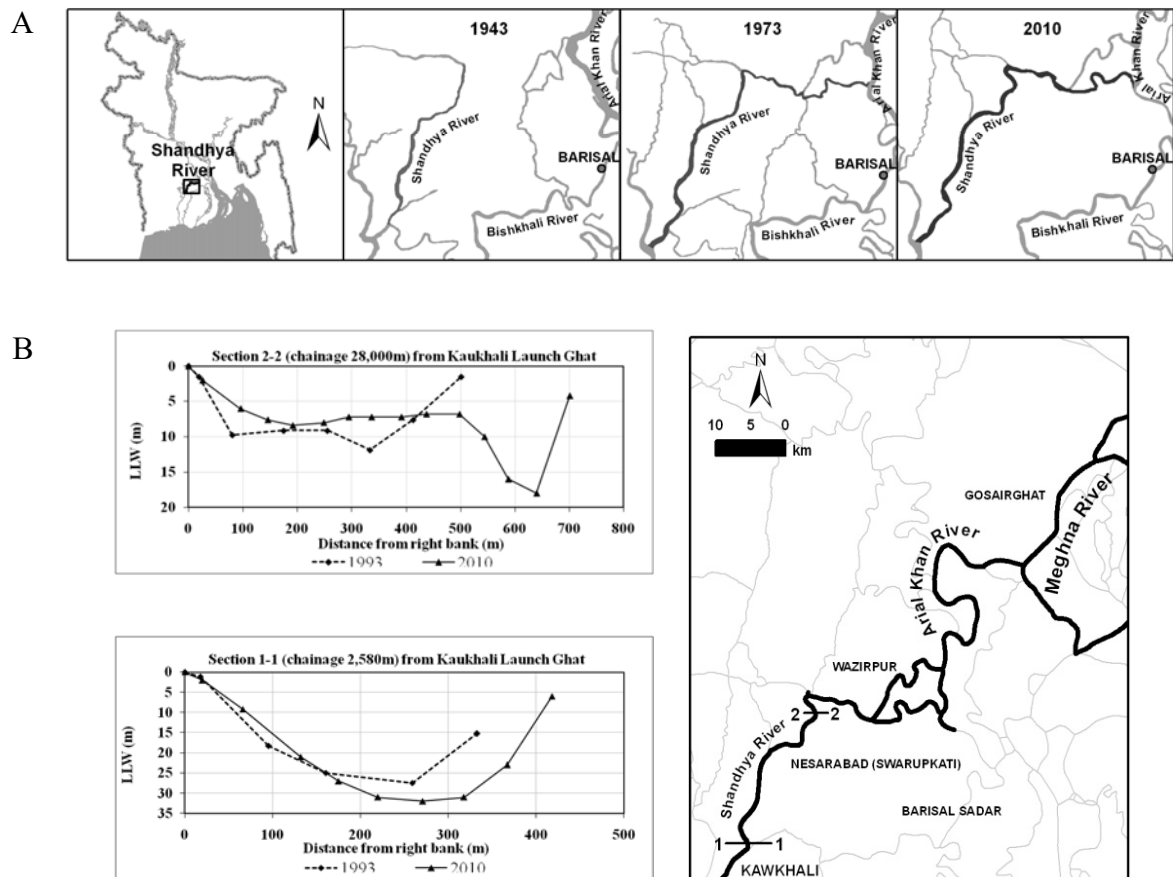 A
Shandhya
River
N
1943
Shandhya River
Arial Khan River
BARISAL
Bishkhali River
1973
Shandhya River
Arial Khan River
BARISAL
Bishkhali River
2010
Shandhya River
Arial Khan River
Arial
BARISAL
Bishkhali River
B
Section 2-2 (chainage 28,000m) from Kaukhali Launch Ghat
LLW (m)
0
5
10
15
20
0 100 200 300 400 500 600 700 800
Distance from right bank (m)
1993 2010
Section 1-1 (chainage 2,580m) from Kaukhali Launch Ghat
LLW (m)
0
5
10
15
20
25
30
35
0 100 200 300 400 500
Distance from right bank (m)
1993 2010
N
10 5 0
km
GOSAIRGHAT
Meghna River
Arial Khan River
WAZIRPUR
2 2
Shandhya River
NESARABAD (SWARUPKATI)
BARISAL SADAR
1 1
KAWKHALI